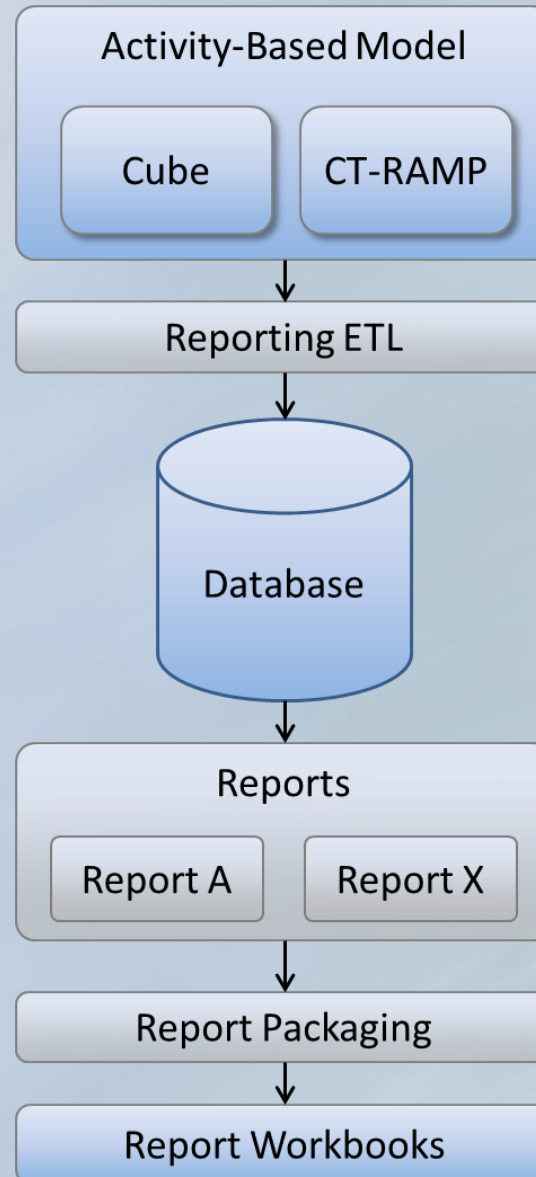 Activity-Based Model
Cube
CT-RAMP
Reporting ETL
Database
Reports
Report A
Report X
Report Packaging
Report Workbooks